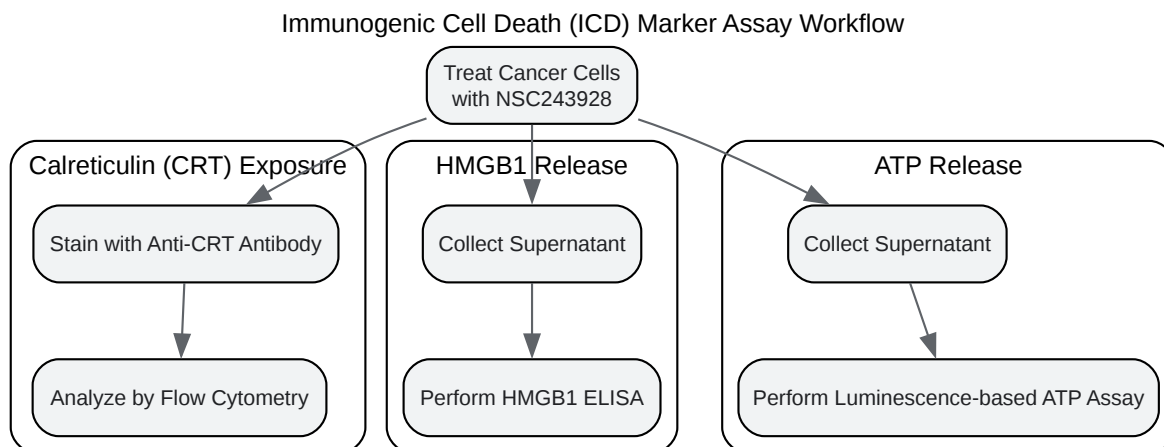 Immunogenic Cell Death (ICD) Marker Assay Workflow
Treat Cancer Cells
with NSC243928
Calreticulin (CRT) Exposure
Stain with Anti-CRT Antibody
Analyze by Flow Cytometry
HMGB1 Release
Collect Supernatant
Perform HMGB1 ELISA
ATP Release
Collect Supernatant
Perform Luminescence-based ATP Assay